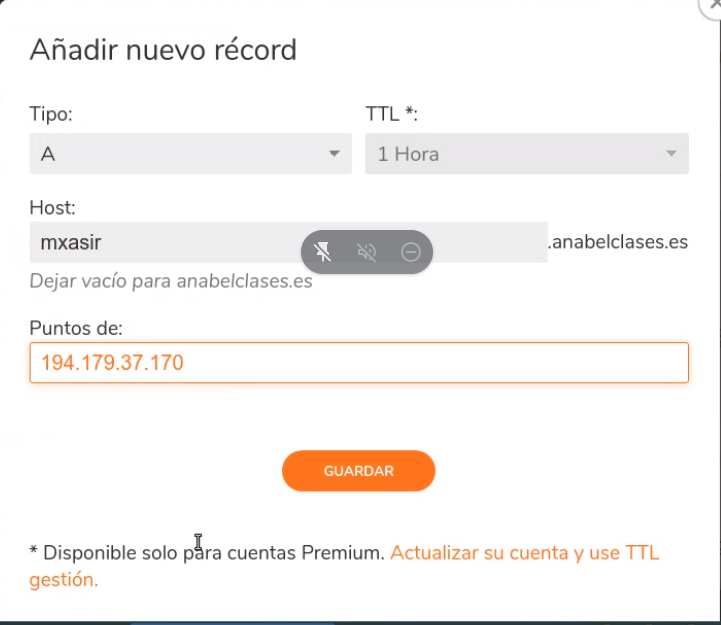 Añadir nuevo récord
Tipo:
TTL *:
A
1 Hora
Host:
mxasir
.anabelclases.es
Dejar vacío para anabelclases.es
Puntos de:
194.179.37.170
GUARDAR
* Disponible solo para cuentas Premium. Actualizar su cuenta y use TTL
gestión.